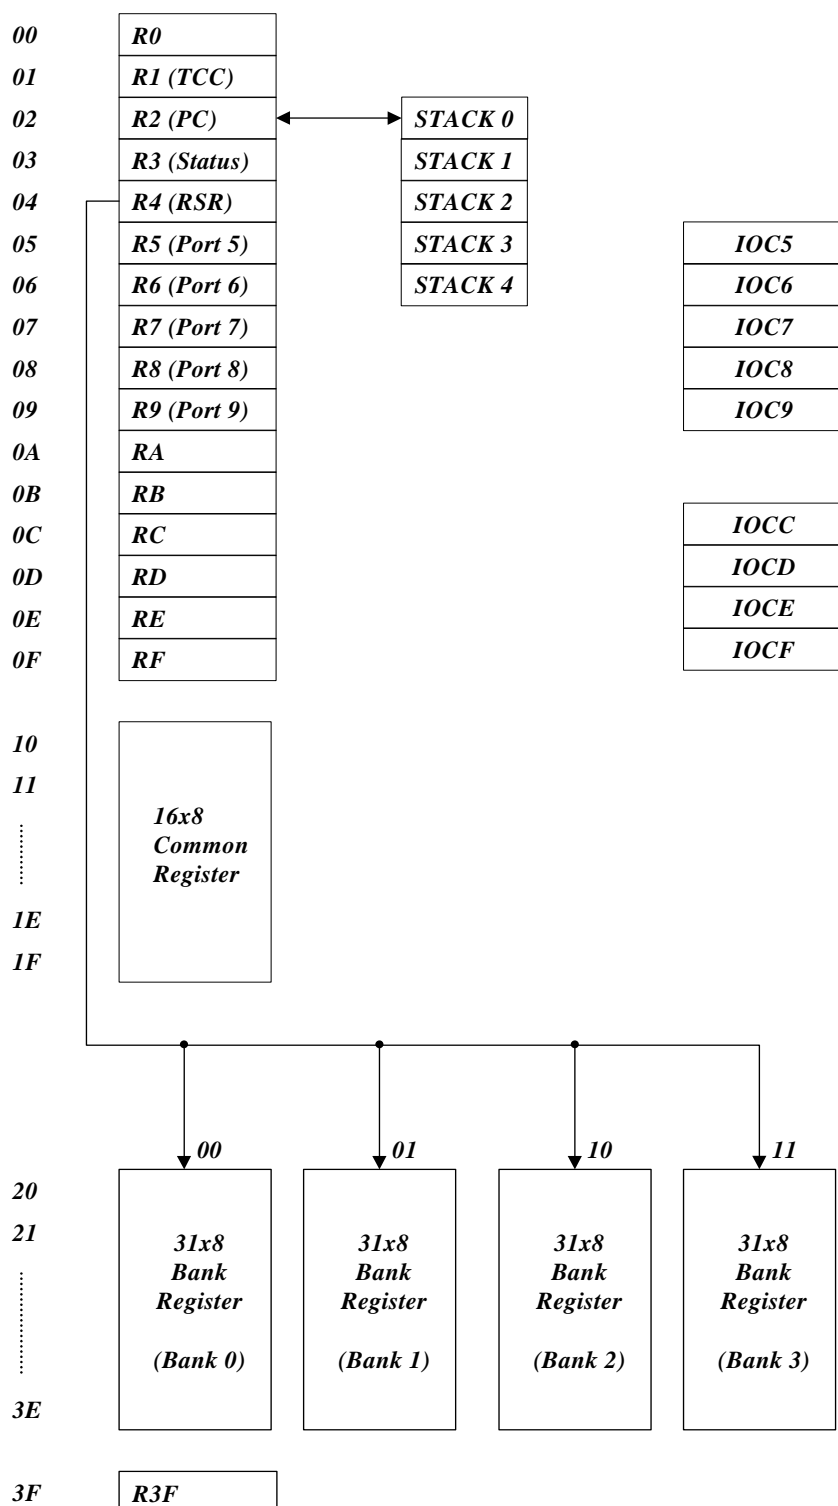 00 R0
01 R1 (TCC)
02 R2 (PC) STACK 0
03 R3 (Status) STACK 1
04 R4 (RSR) STACK 2
05 R5 (Port 5) STACK 3 IOC5
06 R6 (Port 6) STACK 4 IOC6
07 R7 (Port 7) IOC7
08 R8 (Port 8) IOC8
09 R9 (Port 9) IOC9
0A RA
0B RB
0C RC IOCC
0D RD IOCD
0E RE IOCE
0F RF IOCF
10
11
16x8
Common
Register
1E
1F
00 01 10 11
20
21
31x8 31x8 31x8 31x8
Bank Bank Bank Bank
Register Register Register Register
(Bank 0) (Bank 1) (Bank 2) (Bank 3)
3E
3F R3F